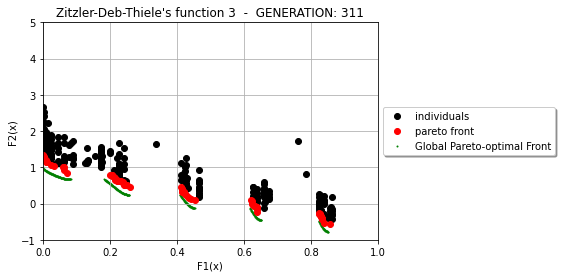 Zitzler-Deb-Thiele's function 3 - GENERATION: 311
5
4
3
2
1
0
−1
F2(x)
0.0 0.2 0.4 0.6 0.8 1.0
F1(x)
individuals
pareto front
Global Pareto-optimal Front